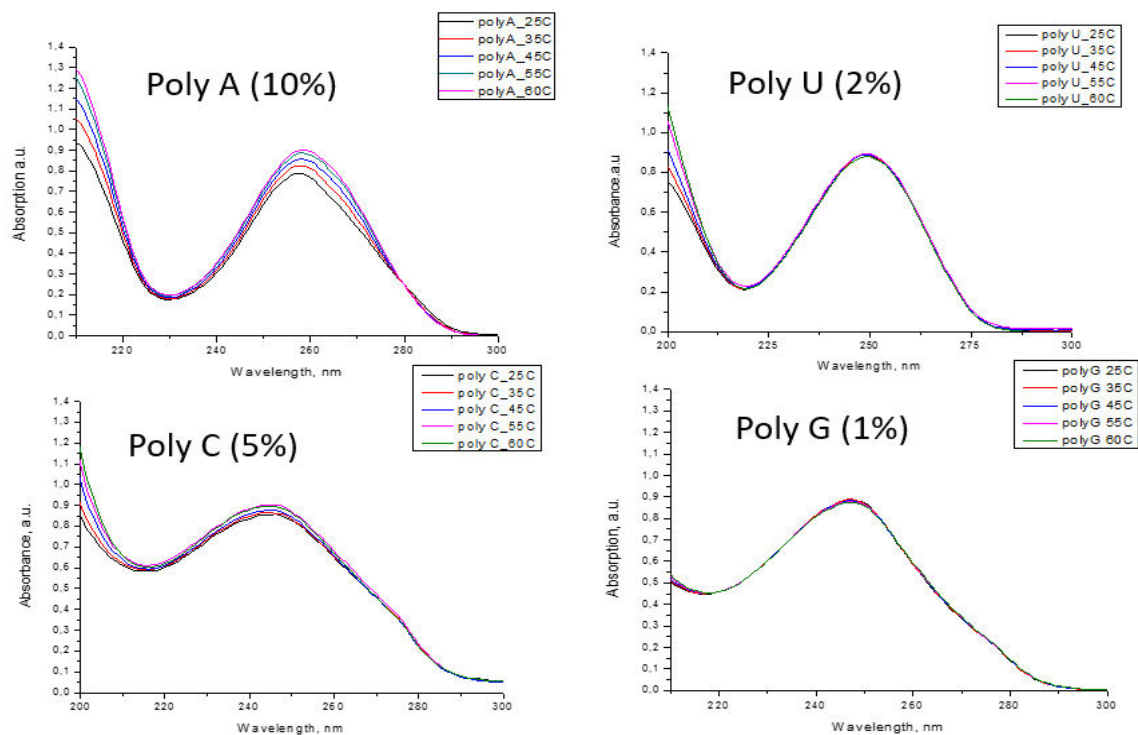 polyA_25C
polyA_35C
polyA_45C
polyA_55C
polyA_60C
Poly A (10%)
1,4
1,3
1,2
1,1
1,0
0,9
0,8
0,7
0,6
0,5
0,4
0,3
0,2
0,1
0,0
Absorption a.u.
220 240 260 280 300
Wavelength, nm
poly U_25C
poly U_35C
poly U_45C
poly U_55C
poly U_60C
Poly U (2%)
1,4
1,2
1,0
0,8
0,6
0,4
0,2
0,0
Absorbance.a.u
200 225 250 275 300
Wavelength, nm
poly C_25C
poly C_35C
poly C_45C
poly C_55C
poly C_60C
Poly C (5%)
1,4
1,3
1,2
1,1
1,0
0,9
0,8
0,7
0,6
0,5
0,4
0,3
0,2
0,1
0,0
Absorbance, a.u.
200 210 220 230 240 250 260 270 280 290 300
Wavelength, nm
polyG 25C
polyG 35C
polyG 45C
polyG 55C
polyG 60C
Poly G (1%)
1,4
1,3
1,2
1,1
1,0
0,9
0,8
0,7
0,6
0,5
0,4
0,3
0,2
0,1
0,0
Absorption, a.u.
220 240 260 280 300
Wavelength, nm